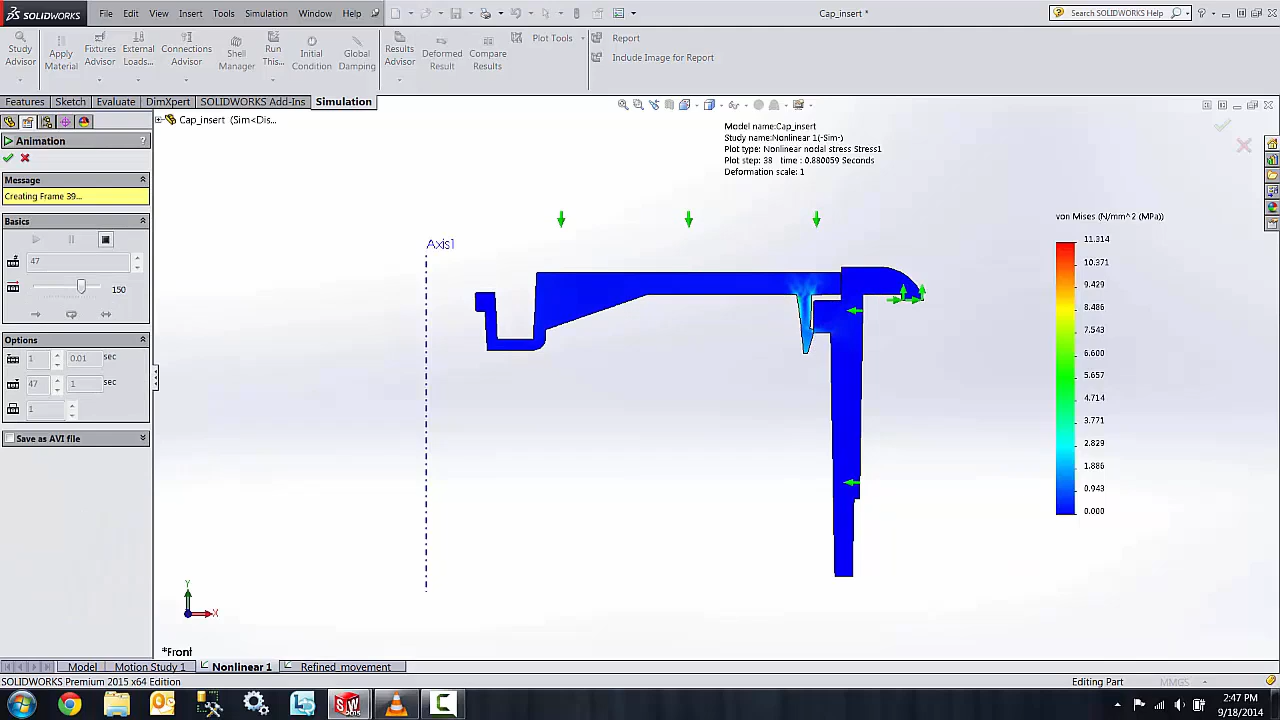 SOLIDWORKS File Edit View Insert Tools Simulation Window Help Cap_insert * Search SOLIDWORKS Help
Study Advisor
Apply Material
Fixtures Advisor
External Loads...
Connections Advisor
Shell Manager
Run This...
Initial Condition
Global Damping
Results Advisor
Deformed Result
Compare Results
Plot Tools
Report
Include Image for Report
Features Sketch Evaluate DimXpert SOLIDWORKS Add-Ins Simulation
Cap_insert (Sim<Dis...
Animation ?
Message
Creating Frame 39...
Basics
47
150
Options
1 0.01 sec
47 1 sec
1
Save as AVI file
Model name:Cap_insert
Study name:Nonlinear 1(-Sim-)
Plot type: Nonlinear nodal stress Stress1
Plot step: 38 time : 0.880059 Seconds
Deformation scale: 1
Axis1
von Mises (N/mm^2 (MPa))
11.314
10.371
9.429
8.486
7.543
6.600
5.657
4.714
3.771
2.829
1.886
0.943
0.000
Y
X
*Front
Model Motion Study 1 Nonlinear 1 Refined_movement
SOLIDWORKS Premium 2015 x64 Edition Editing Part MMGS
2:47 PM
9/18/2014